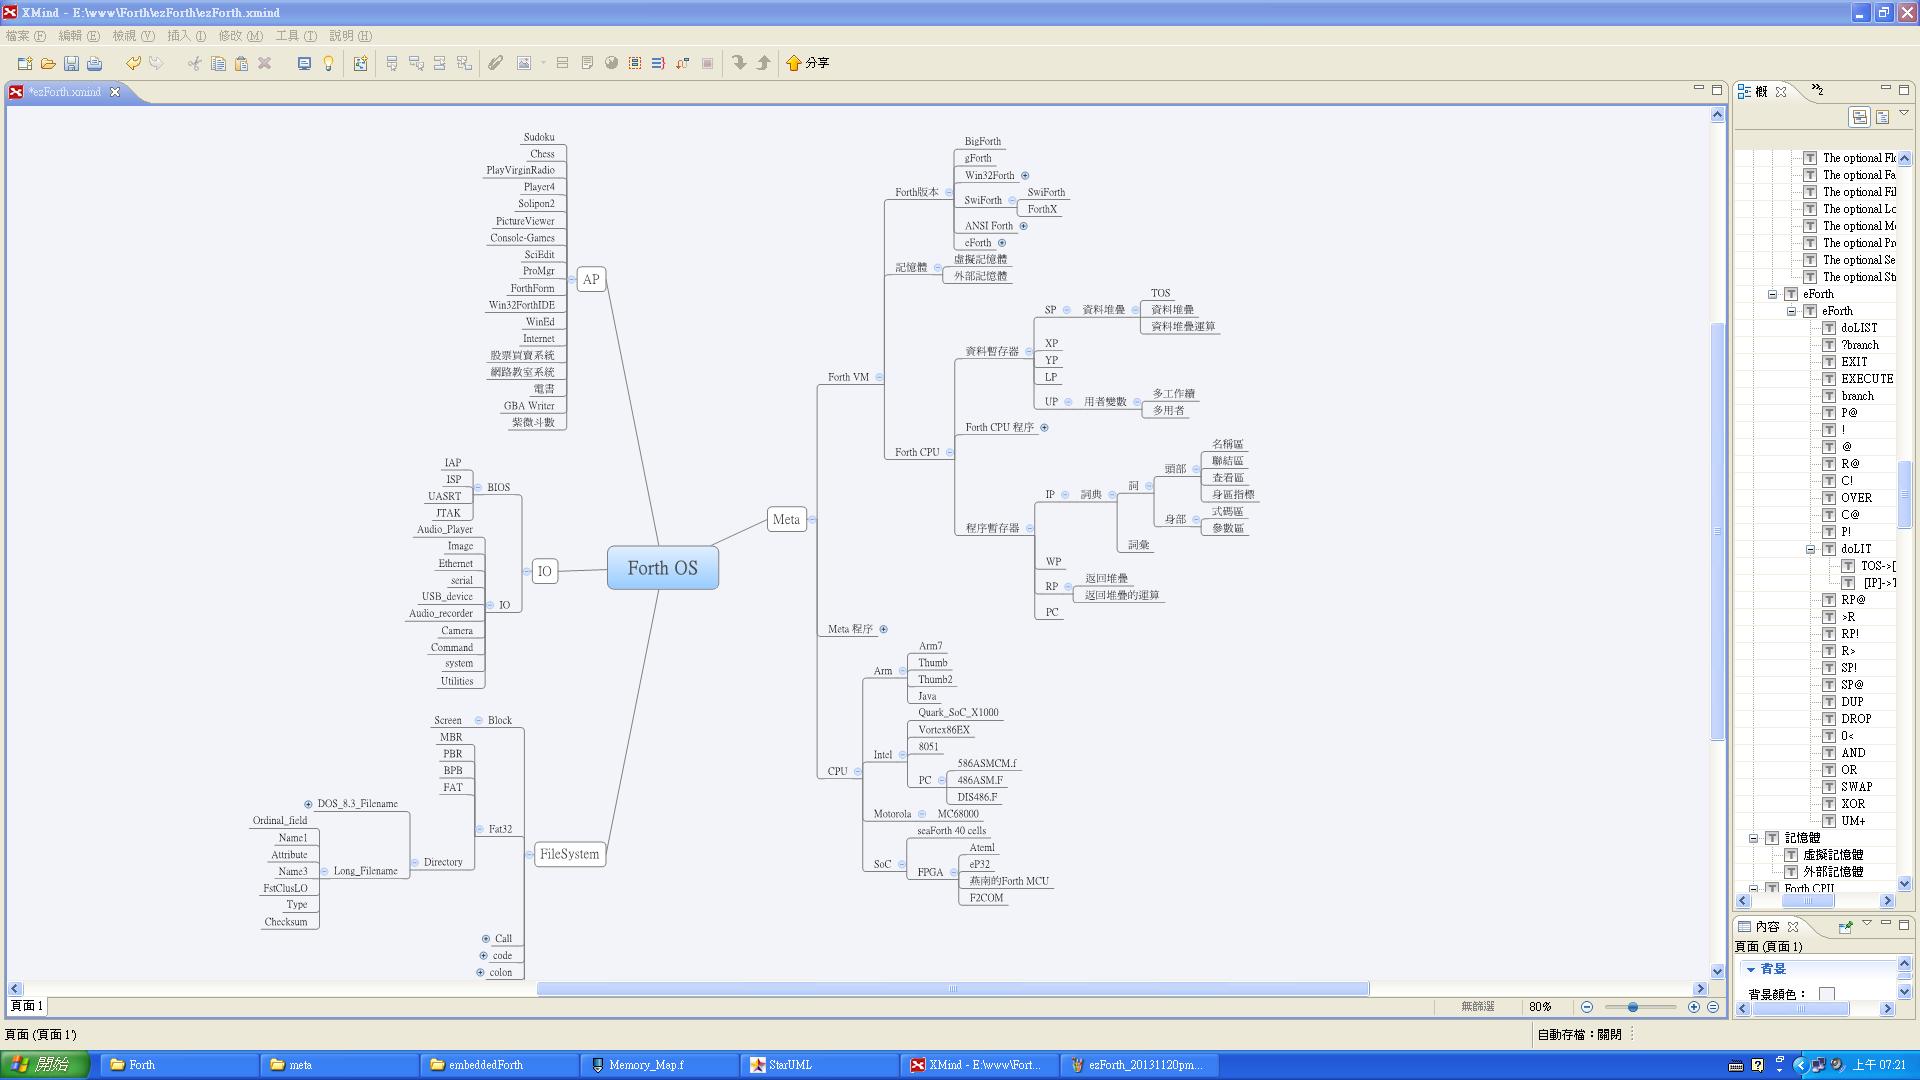 XMind - E:\www\Forth\ezForth\ezForth.xmind
檔案 (F) 編輯 (E) 檢視 (V) 插入 (I) 修改 (M) 工具 (T) 說明 (H)
分享
*ezForth.xmind
Sudoku
Chess
PlayVirginRadio
Player4
Solipon2
PictureViewer
Console-Games
SciEdit
ProMgr
ForthForm
Win32ForthIDE
WinEd
Internet
股票買賣系統
網路教室系統
電書
GBA Writer
紫微斗數
AP
IAP
ISP
UASRT
JTAK
BIOS
Audio_Player
Image
Ethernet
serial
USB_device
Audio_recorder
Camera
Command
system
Utilities
IO
IO
Screen
Block
MBR
PBR
BPB
FAT
Fat32
DOS_8.3_Filename
Ordinal_field
Name1
Attribute
Name3
FstClusLO
Type
Checksum
Long_Filename
Directory
FileSystem
Call
code
colon
Forth OS
Meta
Forth VM
Forth版本
BigForth
gForth
Win32Forth
SwiForth
SwiForth
ForthX
ANSI Forth
eForth
記憶體
虛擬記憶體
外部記憶體
Forth CPU
資料暫存器
SP
資料堆疊
TOS
資料堆疊
資料堆疊運算
XP
YP
LP
UP
用者變數
多工作續
多用者
Forth CPU 程序
程序暫存器
IP
詞典
詞
頭部
名稱區
聯結區
查看區
身區指標
身部
式碼區
參數區
詞彙
WP
RP
返回堆疊
返回堆疊的運算
PC
Meta 程序
CPU
Arm
Arm7
Thumb
Thumb2
Java
Intel
Quark_SoC_X1000
Vortex86EX
8051
PC
586ASMCM.f
486ASM.F
DIS486.F
Motorola
MC68000
SoC
seaForth 40 cells
FPGA
Ateml
eP32
燕南的Forth MCU
F2COM
概
2
The optional Flo
The optional Fa
The optional Fil
The optional Lo
The optional Me
The optional Pro
The optional Se
The optional Str
eForth
eForth
doLIST
?branch
EXIT
EXECUTE
branch
P@
!
@
R@
C!
OVER
C@
P!
doLIT
TOS->[
[IP]->T
RP@
>R
RP!
R>
SP!
SP@
DUP
DROP
0<
AND
OR
SWAP
XOR
UM+
記憶體
虛擬記憶體
外部記憶體
Forth CPU
內容
頁面 (頁面 1)
背景
背景顏色：
頁面 1
無篩選
80%
頁面 ('頁面 1')
自動存檔：關閉
開始
Forth
meta
embeddedForth
Memory_Map.f
StarUML
XMind - E:\www\Fort...
ezForth_20131120pm...
上午 07:21